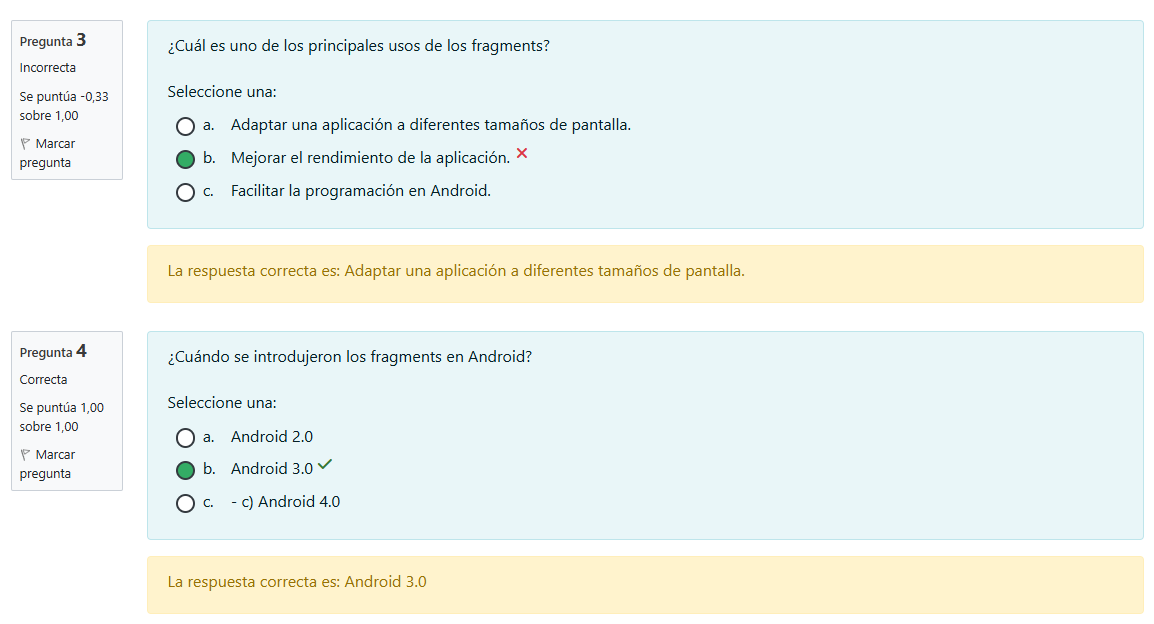 Pregunta 3
Incorrecta
Se puntúa -0,33
sobre 1,00
Marcar
pregunta
¿Cuál es uno de los principales usos de los fragments?
Seleccione una:
a. Adaptar una aplicación a diferentes tamaños de pantalla.
b. Mejorar el rendimiento de la aplicación.
c. Facilitar la programación en Android.
La respuesta correcta es: Adaptar una aplicación a diferentes tamaños de pantalla.
Pregunta 4
Correcta
Se puntúa 1,00
sobre 1,00
Marcar
pregunta
¿Cuándo se introdujeron los fragments en Android?
Seleccione una:
a. Android 2.0
b. Android 3.0
c. - c) Android 4.0
La respuesta correcta es: Android 3.0